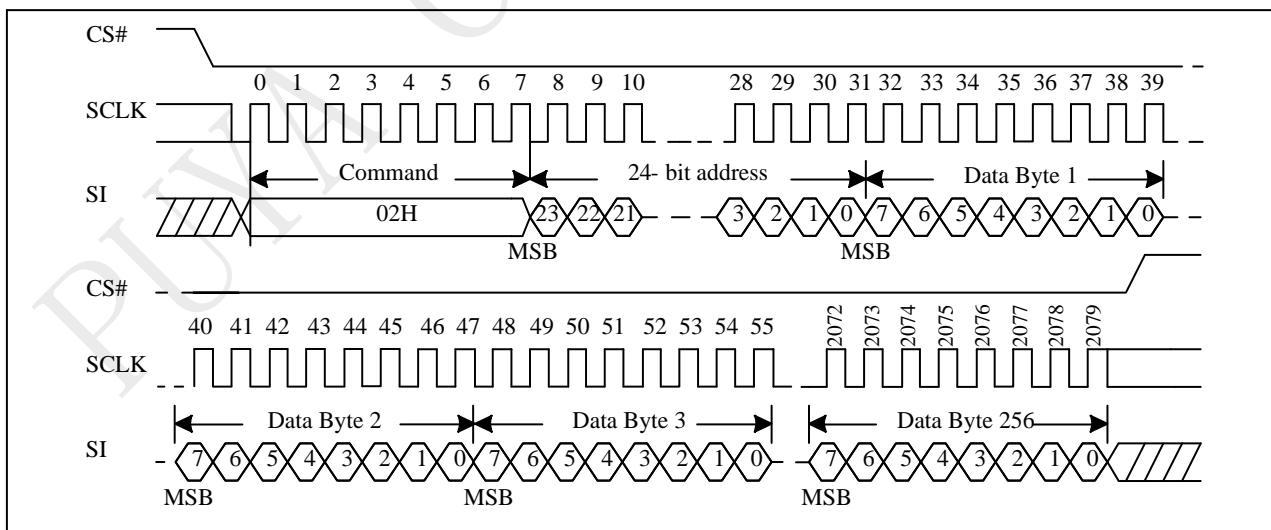 CS#
0 1 2 3 4 5 6 7 8 9 10 28 29 30 31 32 33 34 35 36 37 38 39
SCLK
Command 24- bit address Data Byte 1
SI
02H 23 22 21 3 2 1 0 7 6 5 4 3 2 1 0
MSB MSB
CS#
40 41 42 43 44 45 46 47 48 49 50 51 52 53 54 55 2072 2073 2074 2075 2076 2077 2078 2079
SCLK
Data Byte 2 Data Byte 3 Data Byte 256
SI
7 6 5 4 3 2 1 0 7 6 5 4 3 2 1 0 7 6 5 4 3 2 1 0
MSB MSB MSB
PUYA